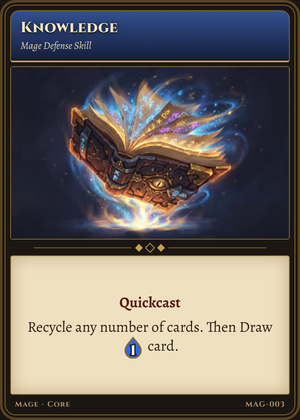 Knowledge
Mage Defense Skill
Quickcast
Recycle any number of cards. Then Draw
1 card.
Mage - Core
MAG-003